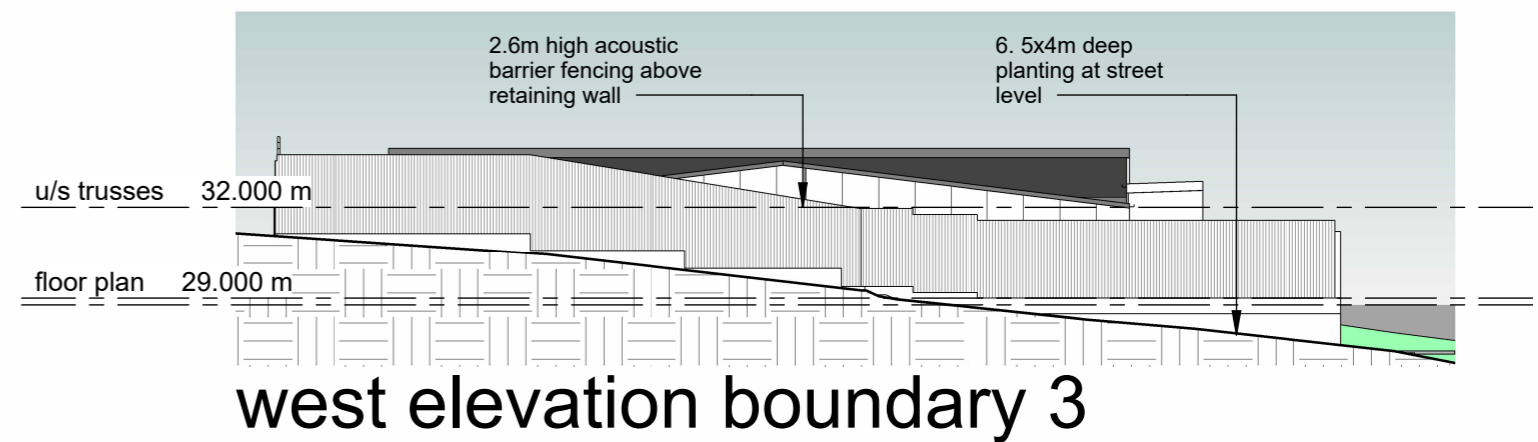 2.6m high acoustic
barrier fencing above
retaining wall
6. 5x4m deep
planting at street
level
u/s trusses 32.000 m
floor plan 29.000 m
west elevation boundary 3